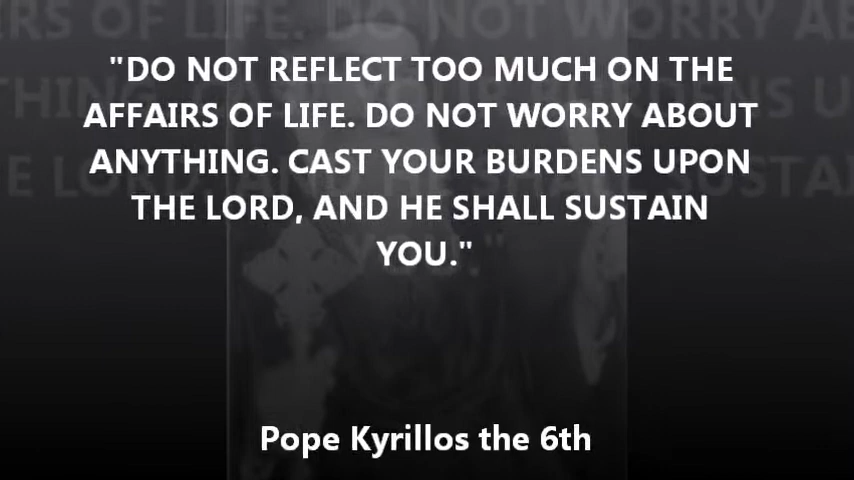 "DO NOT REFLECT TOO MUCH ON THE
AFFAIRS OF LIFE. DO NOT WORRY ABOUT
ANYTHING. CAST YOUR BURDENS UPON
THE LORD, AND HE SHALL SUSTAIN
YOU."
Pope Kyrillos the 6th